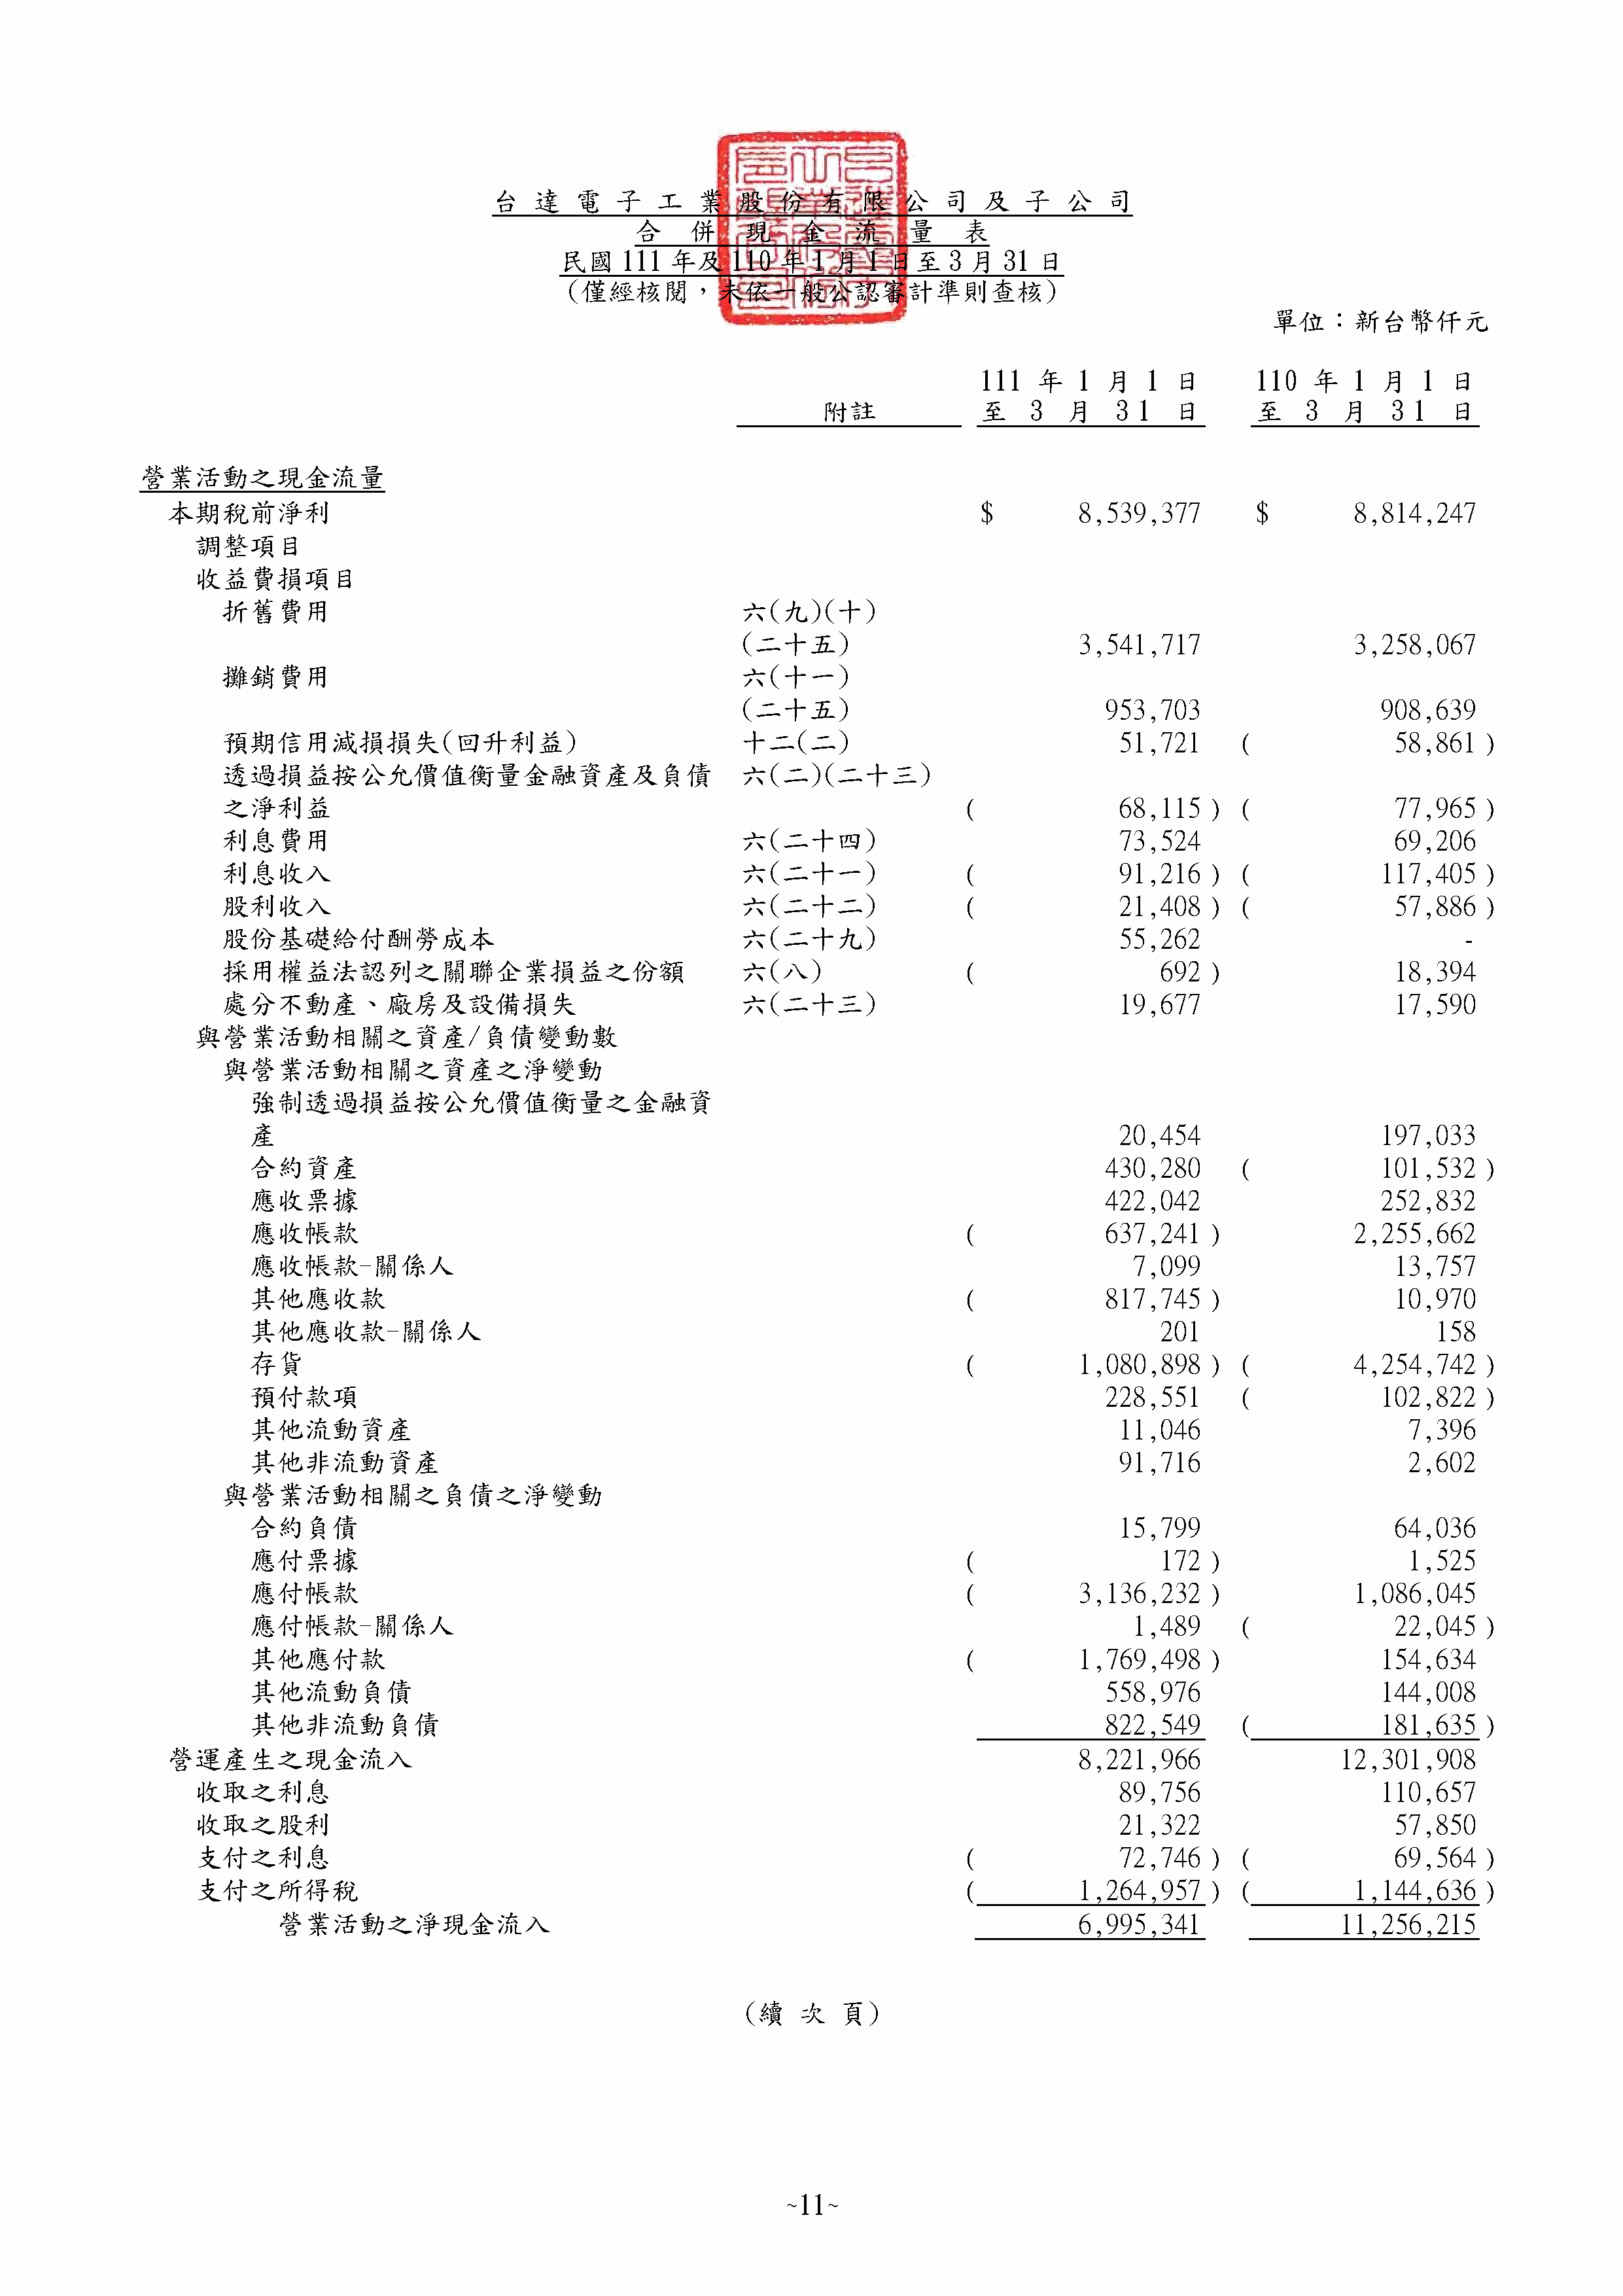 台達電子工業股份有限公司及子公司
合併現金流量表
民國 111 年及 110 年 1 月 1 日至 3 月 31 日
(僅經核閱，未依一般公認審計準則查核)
單位：新台幣仟元
111 年 1 月 1 日 110 年 1 月 1 日
附註 至 3 月 31 日 至 3 月 31 日
營業活動之現金流量
本期稅前淨利 $ 8,539,377 $ 8,814,247
調整項目
收益費損項目
折舊費用 六(九)(十)
(二十五) 3,541,717 3,258,067
攤銷費用 六(十一)
(二十五) 953,703 908,639
預期信用減損損失(回升利益) 十二(二) 51,721 ( 58,861 )
透過損益按公允價值衡量金融資產及負債 六(二)(二十三)
之淨利益 ( 68,115 ) ( 77,965 )
利息費用 六(二十四) 73,524 69,206
利息收入 六(二十一) ( 91,216 ) ( 117,405 )
股利收入 六(二十二) ( 21,408 ) ( 57,886 )
股份基礎給付酬勞成本 六(二十九) 55,262 -
採用權益法認列之關聯企業損益之份額 六(八) ( 692 ) 18,394
處分不動產、廠房及設備損失 六(二十三) 19,677 17,590
與營業活動相關之資產/負債變動數
與營業活動相關之資產之淨變動
強制透過損益按公允價值衡量之金融資
產 20,454 197,033
合約資產 430,280 ( 101,532 )
應收票據 422,042 252,832
應收帳款 ( 637,241 ) 2,255,662
應收帳款-關係人 7,099 13,757
其他應收款 ( 817,745 ) 10,970
其他應收款-關係人 201 158
存貨 ( 1,080,898 ) ( 4,254,742 )
預付款項 228,551 ( 102,822 )
其他流動資產 11,046 7,396
其他非流動資產 91,716 2,602
與營業活動相關之負債之淨變動
合約負債 15,799 64,036
應付票據 ( 172 ) 1,525
應付帳款 ( 3,136,232 ) 1,086,045
應付帳款-關係人 1,489 ( 22,045 )
其他應付款 ( 1,769,498 ) 154,634
其他流動負債 558,976 144,008
其他非流動負債 822,549 ( 181,635 )
營運產生之現金流入 8,221,966 12,301,908
收取之利息 89,756 110,657
收取之股利 21,322 57,850
支付之利息 ( 72,746 ) ( 69,564 )
支付之所得稅 ( 1,264,957 ) ( 1,144,636 )
營業活動之淨現金流入 6,995,341 11,256,215
(續次頁)
~11~